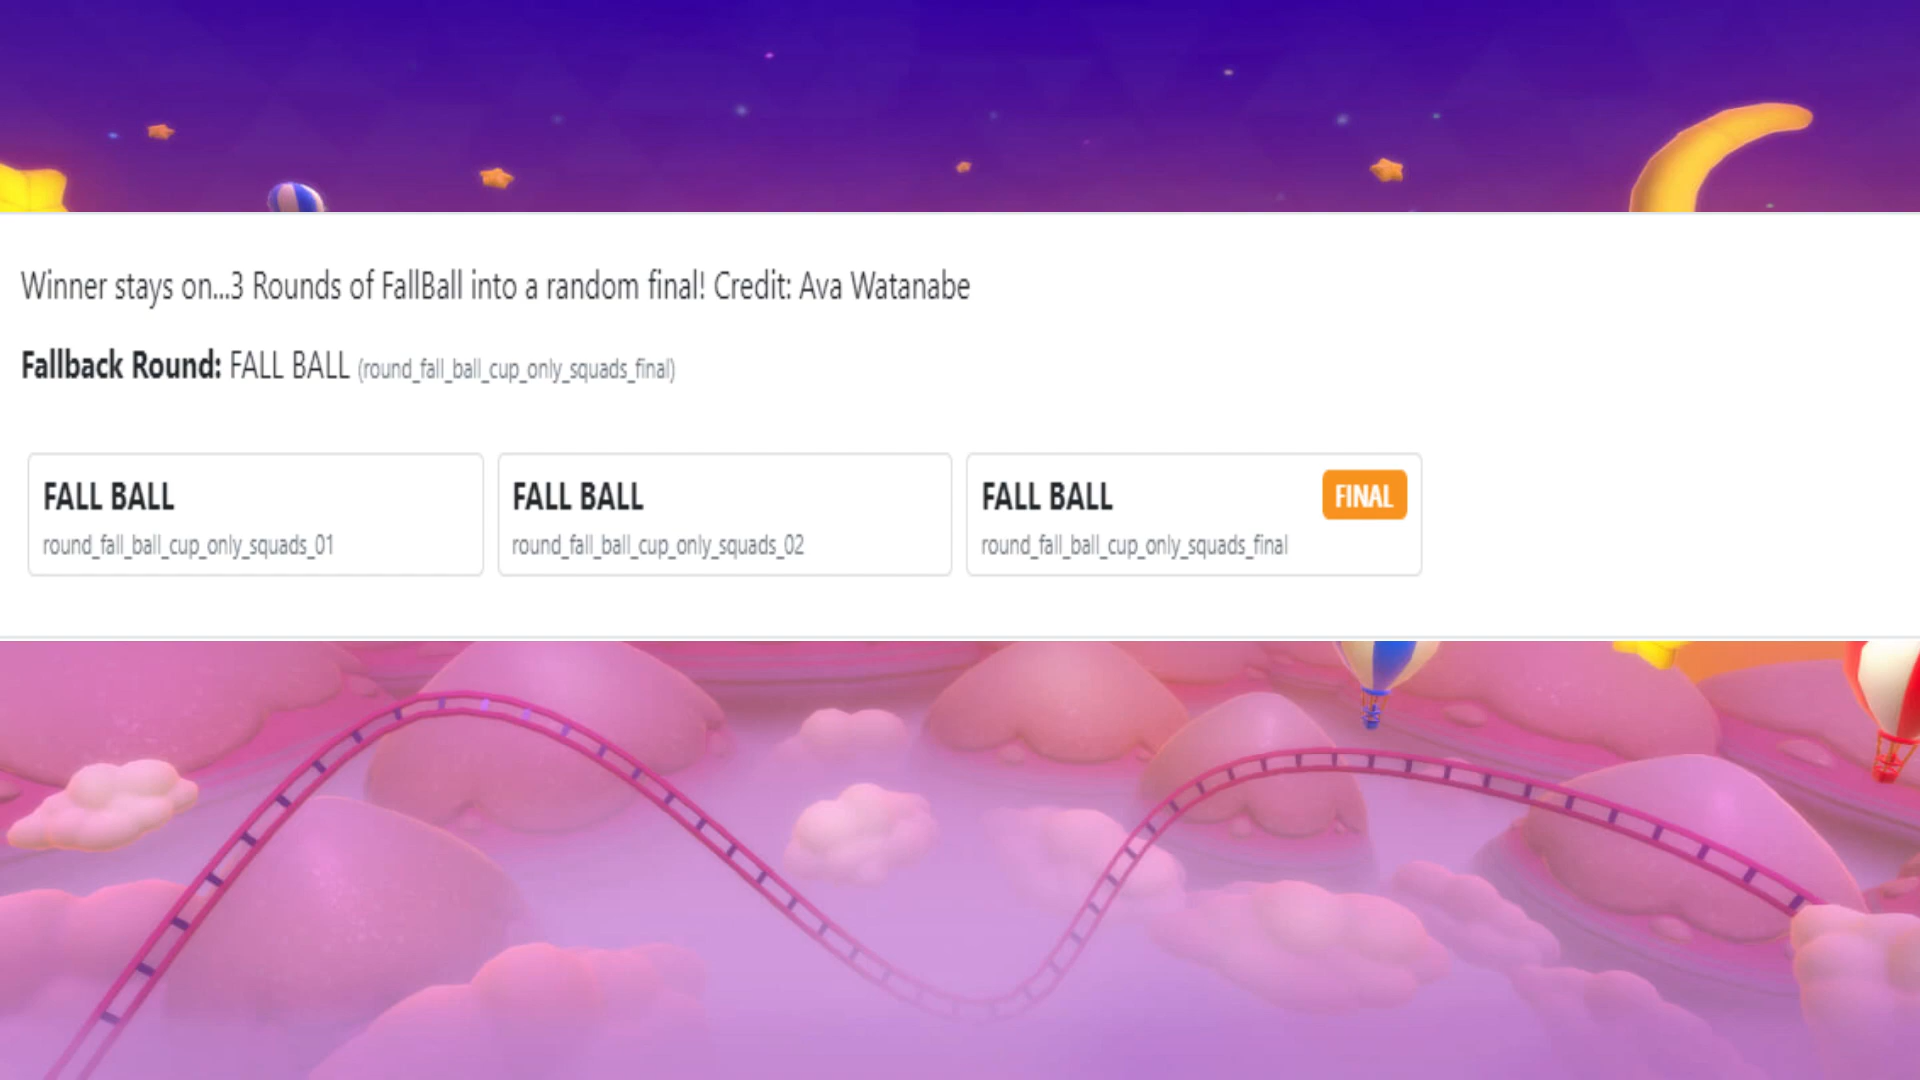 Winner stays on...3 Rounds of FallBall into a random final! Credit: Ava Watanabe
Fallback Round: FALL BALL (round_fall_ball_cup_only_squads_final)
FALL BALL
round_fall_ball_cup_only_squads_01
FALL BALL
round_fall_ball_cup_only_squads_02
FALL BALL FINAL
round_fall_ball_cup_only_squads_final